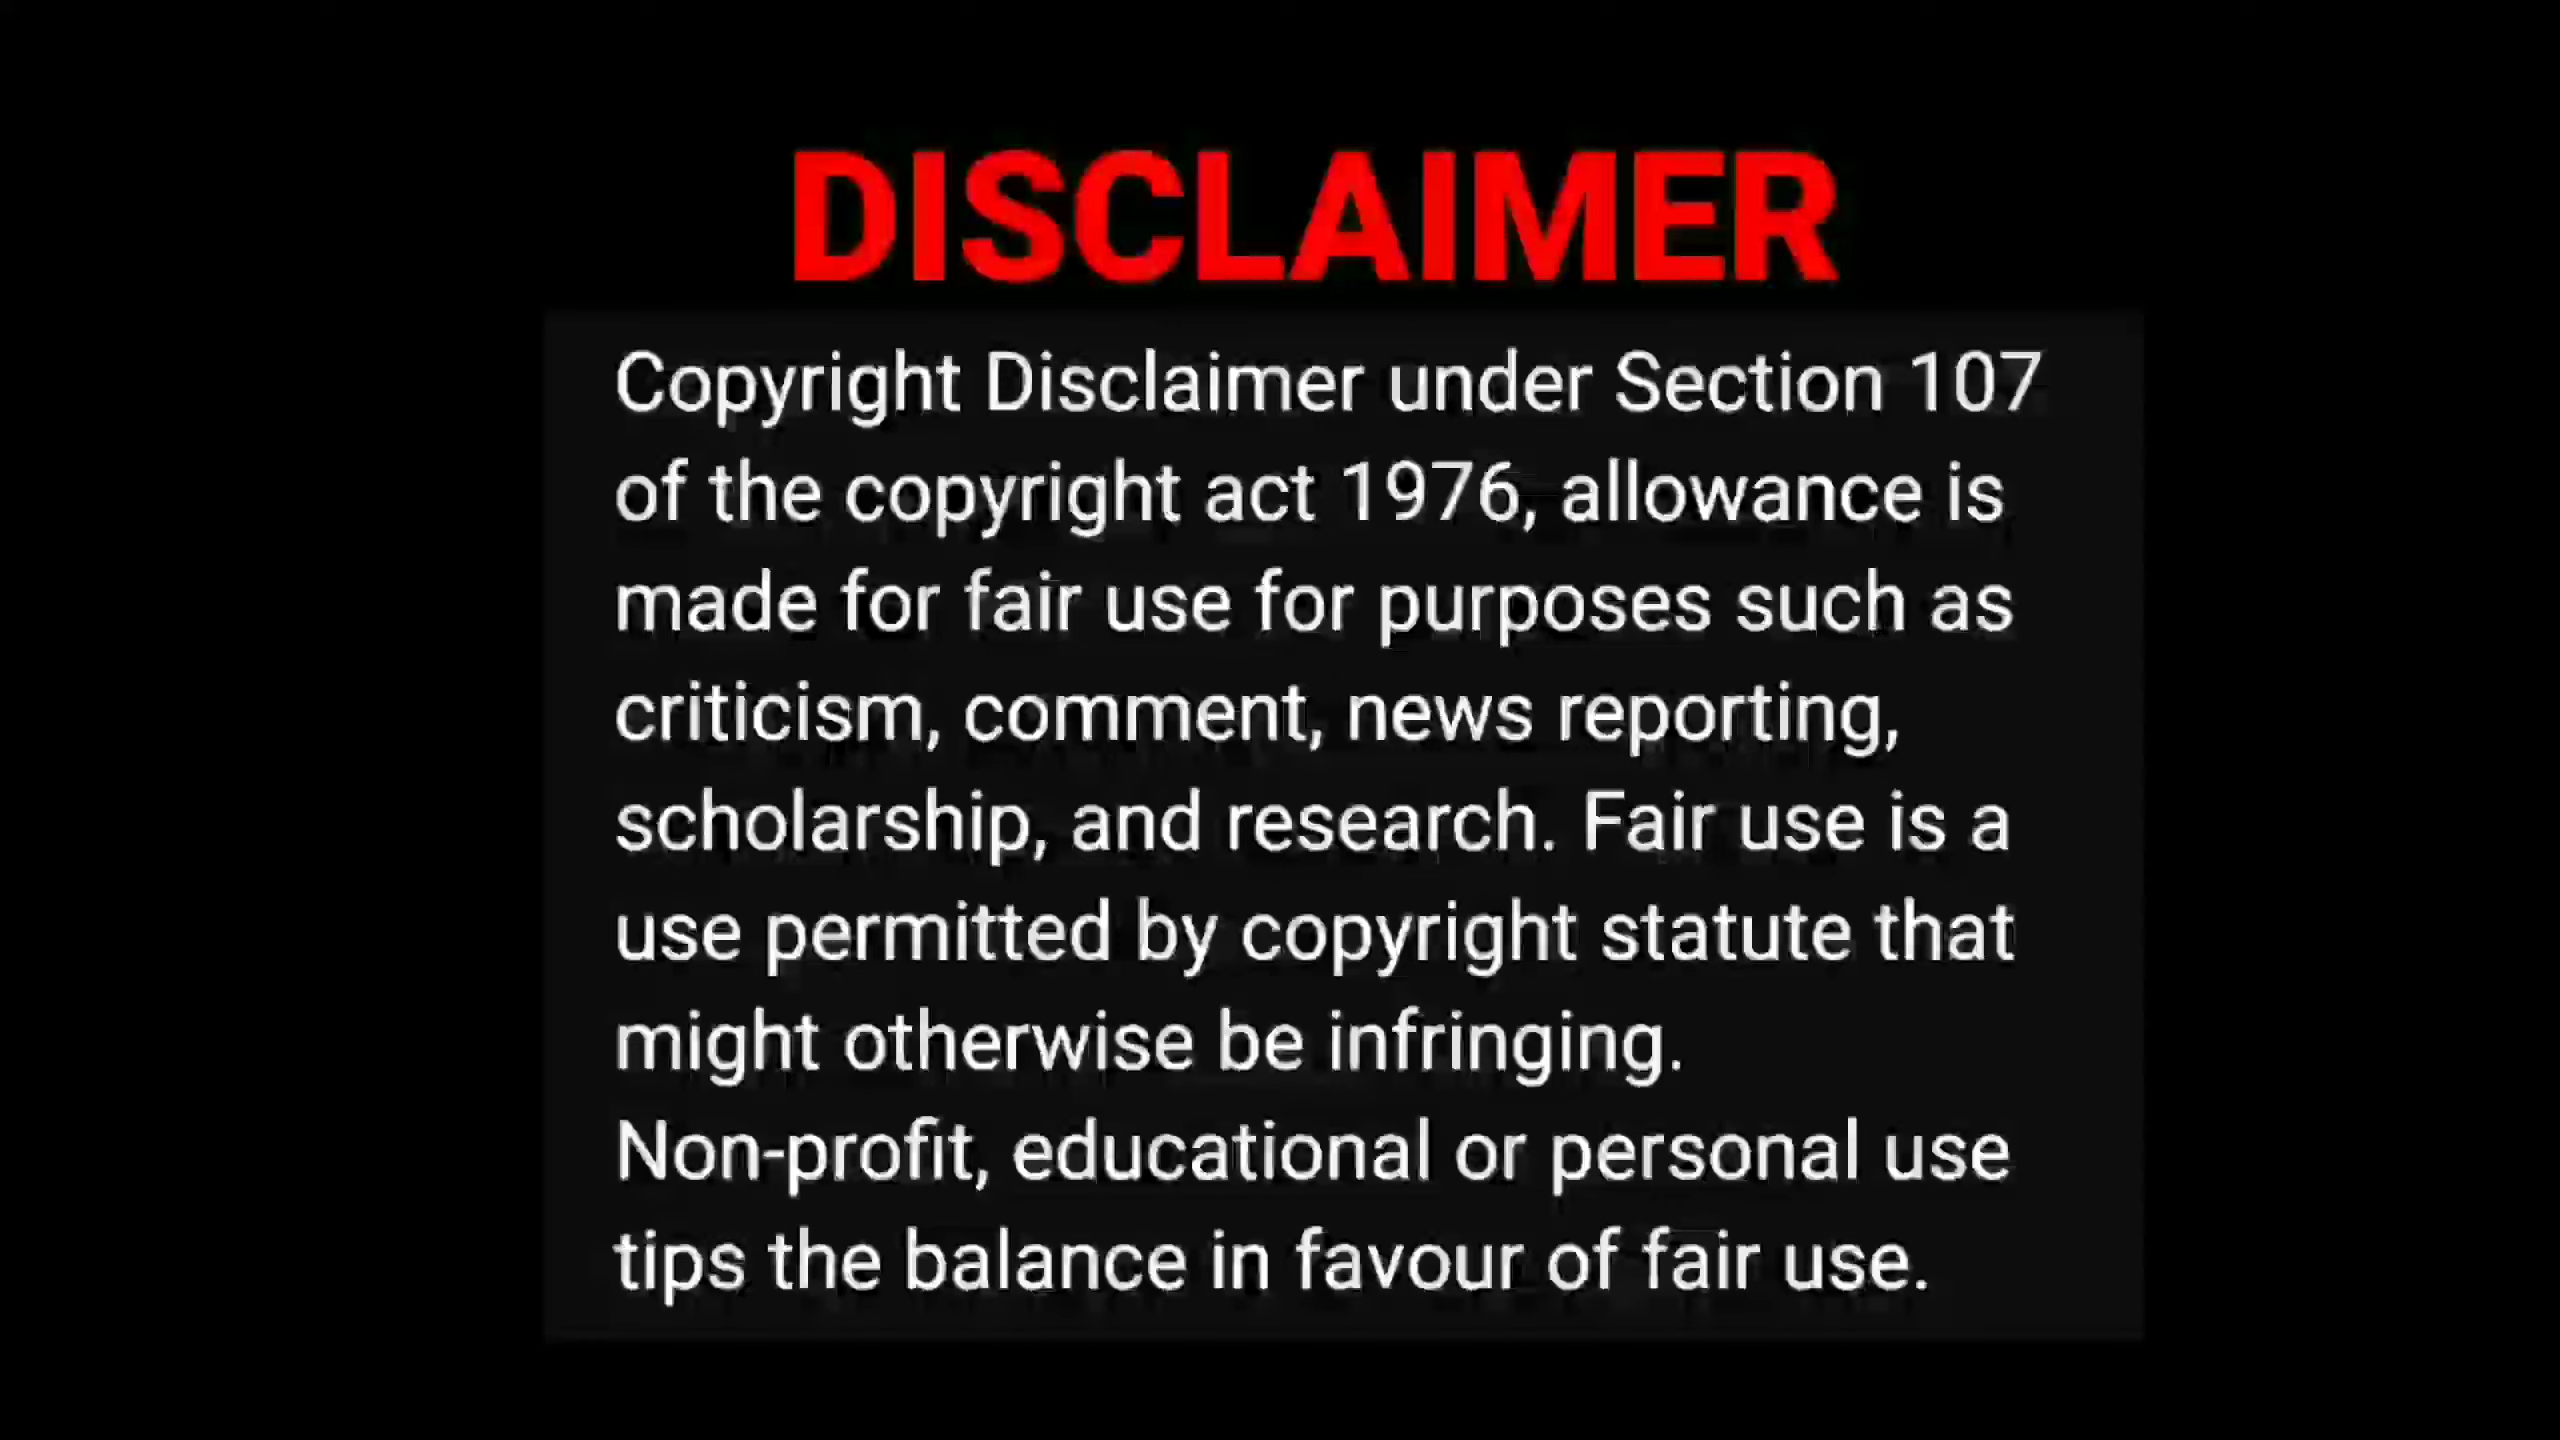 DISCLAIMER
Copyright Disclaimer under Section 107
of the copyright act 1976, allowance is
made for fair use for purposes such as
criticism, comment, news reporting,
scholarship, and research. Fair use is a
use permitted by copyright statute that
might otherwise be infringing.
Non-profit, educational or personal use
tips the balance in favour of fair use.